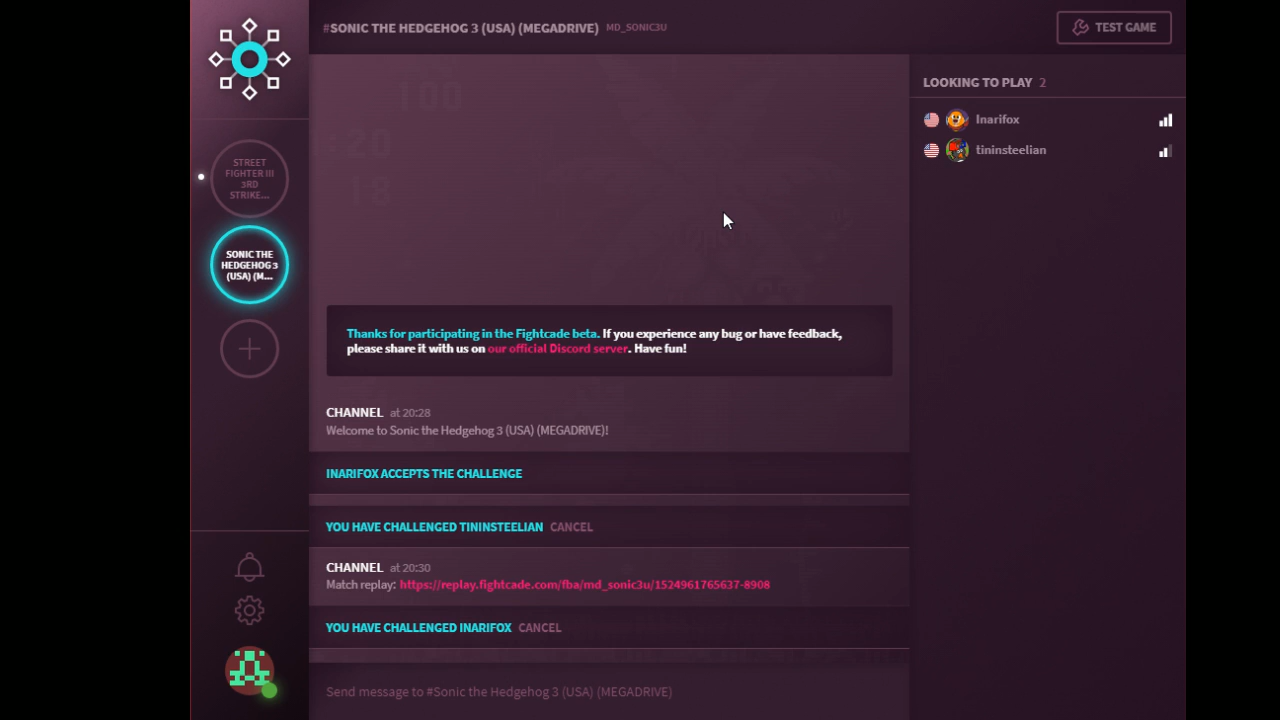 #SONIC THE HEDGEHOG 3 (USA) (MEGADRIVE) MD_SONIC3U
TEST GAME
STREET
FIGHTER III
3RD
STRIKE...
SONIC THE
HEDGEHOG 3
(USA) (M...
100
:20
18
LOOKING TO PLAY 2
Inarifox
tininsteelian
Thanks for participating in the Fightcade beta. If you experience any bug or have feedback,
please share it with us on our official Discord server. Have fun!
CHANNEL at 20:28
Welcome to Sonic the Hedgehog 3 (USA) (MEGADRIVE)!
INARIFOX ACCEPTS THE CHALLENGE
YOU HAVE CHALLENGED TININSTEELIAN CANCEL
CHANNEL at 20:30
Match replay: https://replay.fightcade.com/fba/md_sonic3u/1524961765637-8908
YOU HAVE CHALLENGED INARIFOX CANCEL
Send message to #Sonic the Hedgehog 3 (USA) (MEGADRIVE)